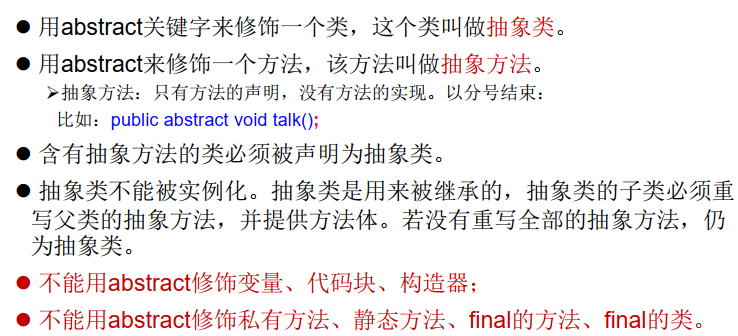 ● 用abstract关键字来修饰一个类，这个类叫做抽象类。
● 用abstract来修饰一个方法，该方法叫做抽象方法。
➢抽象方法：只有方法的声明，没有方法的实现。以分号结束：
比如：public abstract void talk();
● 含有抽象方法的类必须被声明为抽象类。
● 抽象类不能被实例化。抽象类是用来被继承的，抽象类的子类必须重
写父类的抽象方法，并提供方法体。若没有重写全部的抽象方法，仍
为抽象类。
● 不能用abstract修饰变量、代码块、构造器；
● 不能用abstract修饰私有方法、静态方法、final的方法、final的类。